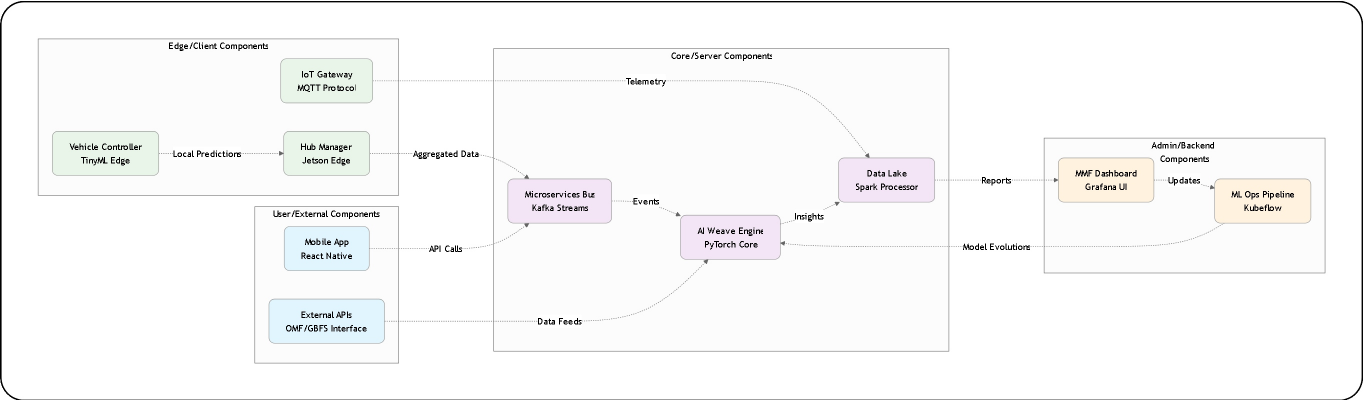 Edge/Client Components
IoT Gateway
MQTT Protocol
Vehicle Controller
TinyML Edge
Local Predictions
Hub Manager
Jetson Edge
User/External Components
Mobile App
React Native
External APIs
OMF/GBFS Interface
Telemetry
Aggregated Data
API Calls
Data Feeds
Core/Server Components
Microservices Bus
Kafka Streams
Events
AI Weave Engine
PyTorch Core
Insights
Data Lake
Spark Processor
Reports
Model Evolutions
Admin/Backend
Components
MMF Dashboard
Grafana UI
Updates
ML Ops Pipeline
Kubeflow